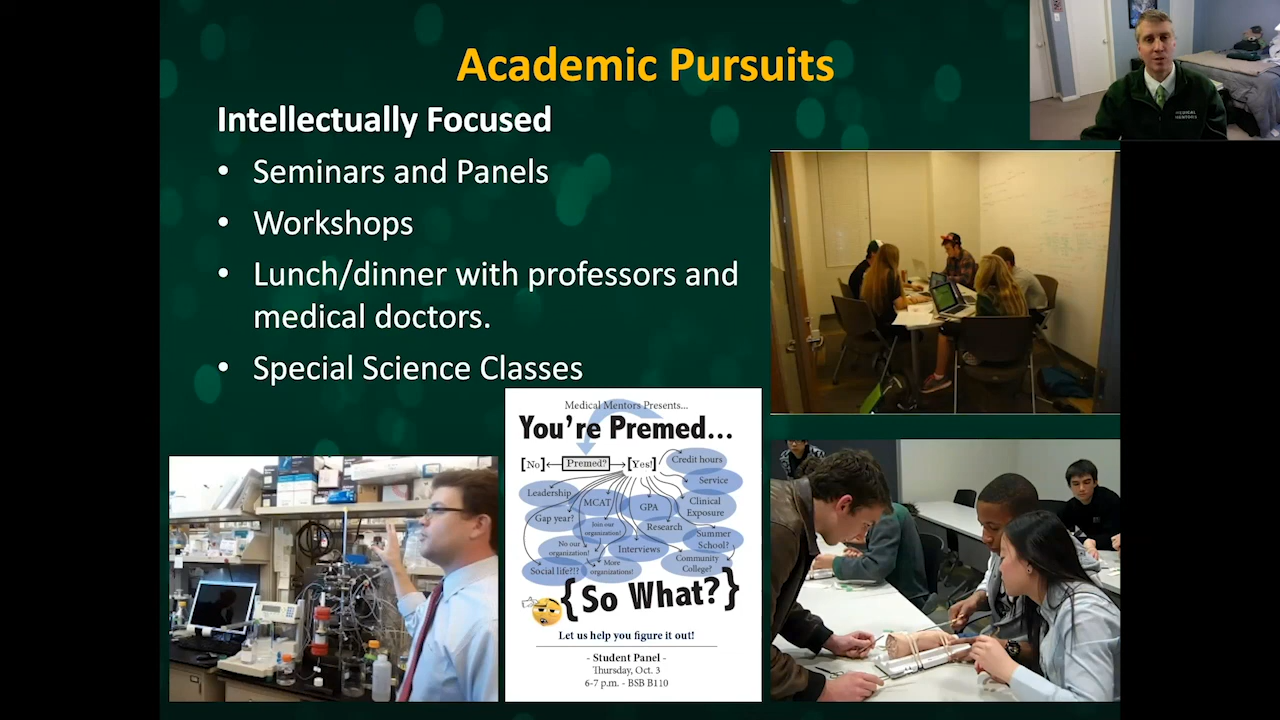 Academic Pursuits
Intellectually Focused
• Seminars and Panels
• Workshops
• Lunch/dinner with professors and
medical doctors.
• Special Science Classes
MEDICAL
MENTORS
Medical Mentors Presents...
You're Premed...
[No] Premed? [Yes!]
Credit hours
Service
Leadership
MCAT
GPA
Clinical
Exposure
Gap year?
Join our
organization!
Research
Summer
School?
No our
organization!
Interviews
Community
College?
Social life?!?
More
organizations!
{So What?}
Let us help you figure it out!
- Student Panel -
Thursday, Oct. 3
6-7 p.m. - BSB B110